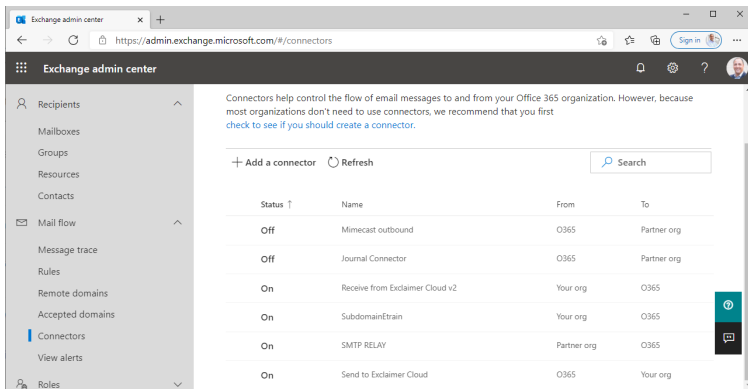 Exchange admin center
https://admin.exchange.microsoft.com/#/connectors
Sign in
Exchange admin center
?
Recipients
Mailboxes
Groups
Resources
Contacts
Mail flow
Message trace
Rules
Remote domains
Accepted domains
Connectors
View alerts
Roles
Connectors help control the flow of email messages to and from your Office 365 organization. However, because
most organizations don't need to use connectors, we recommend that you first
check to see if you should create a connector.
Add a connector Refresh Search
Status ↑ Name From To
Off Mimecast outbound O365 Partner org
Off Journal Connector O365 Partner org
On Receive from Exclaimer Cloud v2 Your org O365
On SubdomainEtrain Your org O365
On SMTP RELAY Partner org O365
On Send to Exclaimer Cloud O365 Your org